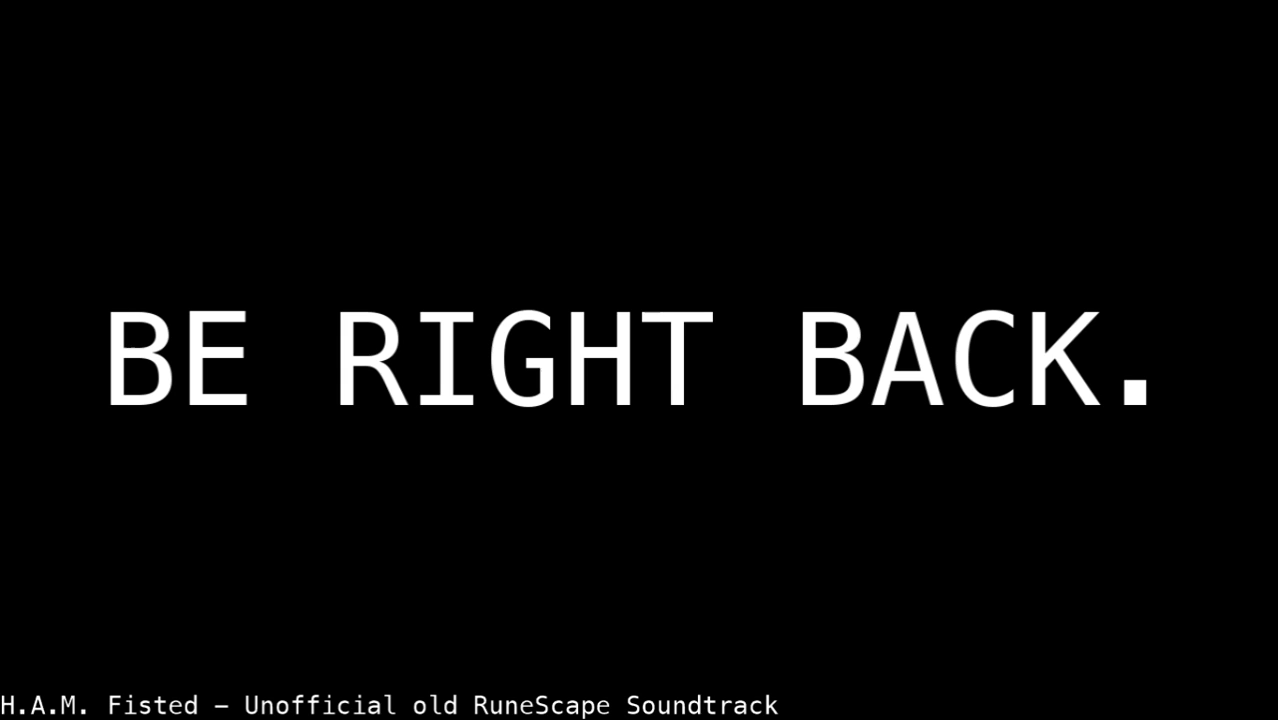 BE RIGHT BACK.
H.A.M. Fisted – Unofficial old RuneScape Soundtrack